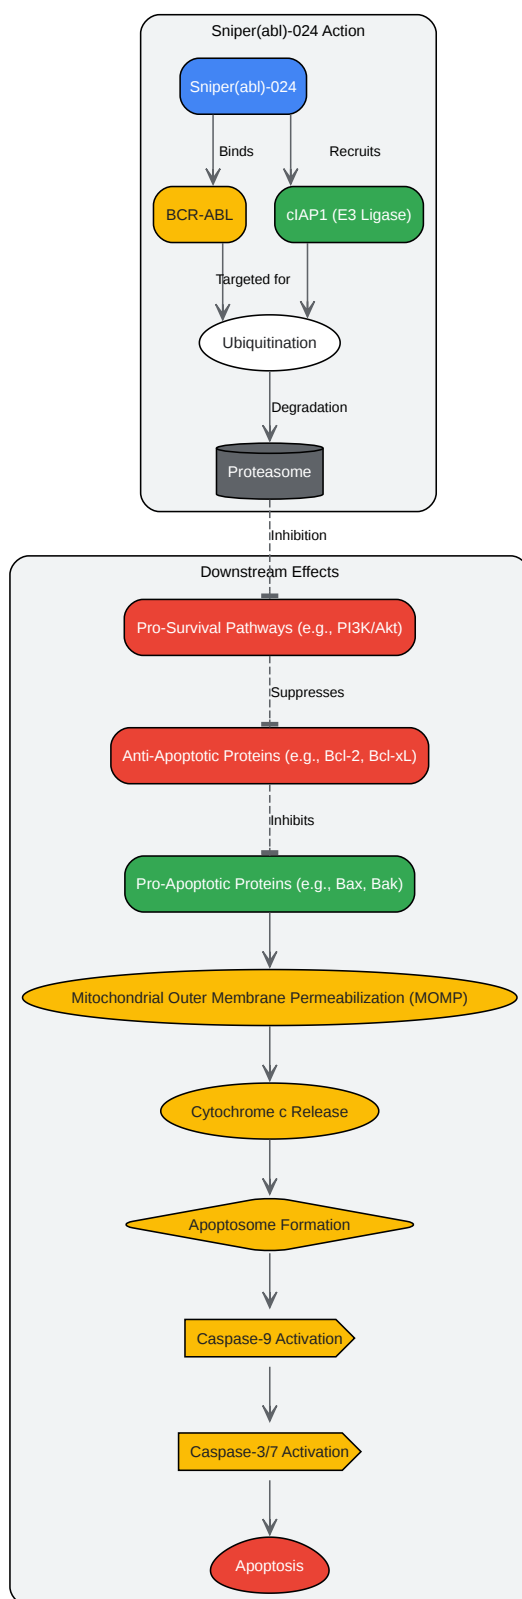 Sniper(abl)-024 Action
Sniper(abl)-024
Binds
Recruits
BCR-ABL
cIAP1 (E3 Ligase)
Targeted for
Ubiquitination
Degradation
Proteasome
Inhibition
Downstream Effects
Pro-Survival Pathways (e.g., PI3K/Akt)
Suppresses
Anti-Apoptotic Proteins (e.g., Bcl-2, Bcl-xL)
Inhibits
Pro-Apoptotic Proteins (e.g., Bax, Bak)
Mitochondrial Outer Membrane Permeabilization (MOMP)
Cytochrome c Release
Apoptosome Formation
Caspase-9 Activation
Caspase-3/7 Activation
Apoptosis